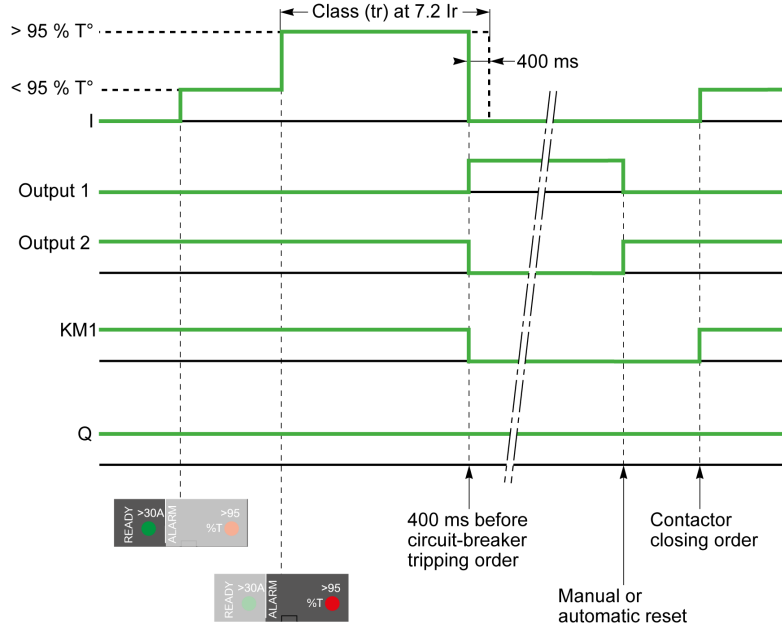 Class (tr) at 7.2 Ir
> 95 % T°
400 ms
< 95 % T°
I
Output 1
Output 2
KM1
Q
READY
>30A
ALARM
>95
%T
400 ms before
circuit-breaker
tripping order
Contactor
closing order
READY
>30A
ALARM
>95
%T
Manual or
automatic reset